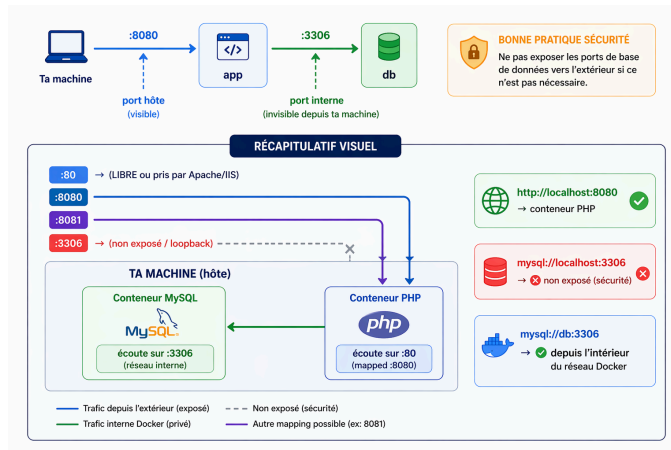 :8080
:3306
Ta machine
app
db
port hôte
(visible)
port interne
(invisible depuis ta machine)
BONNE PRATIQUE SÉCURITÉ
Ne pas exposer les ports de base
de données vers l'extérieur si ce
n'est pas nécessaire.
RÉCAPITULATIF VISUEL
:80 → (LIBRE ou pris par Apache/IIS)
:8080
:8081
:3306 → (non exposé / loopback)
TA MACHINE (hôte)
Conteneur MySQL
MySQL
écoute sur :3306
(réseau interne)
Conteneur PHP
php
écoute sur :80
(mapped :8080)
http://localhost:8080
→ conteneur PHP
mysql://localhost:3306
→ non exposé (sécurité)
mysql://db:3306
→ depuis l'intérieur
du réseau Docker
Trafic depuis l'extérieur (exposé)
Non exposé (sécurité)
Trafic interne Docker (privé)
Autre mapping possible (ex: 8081)